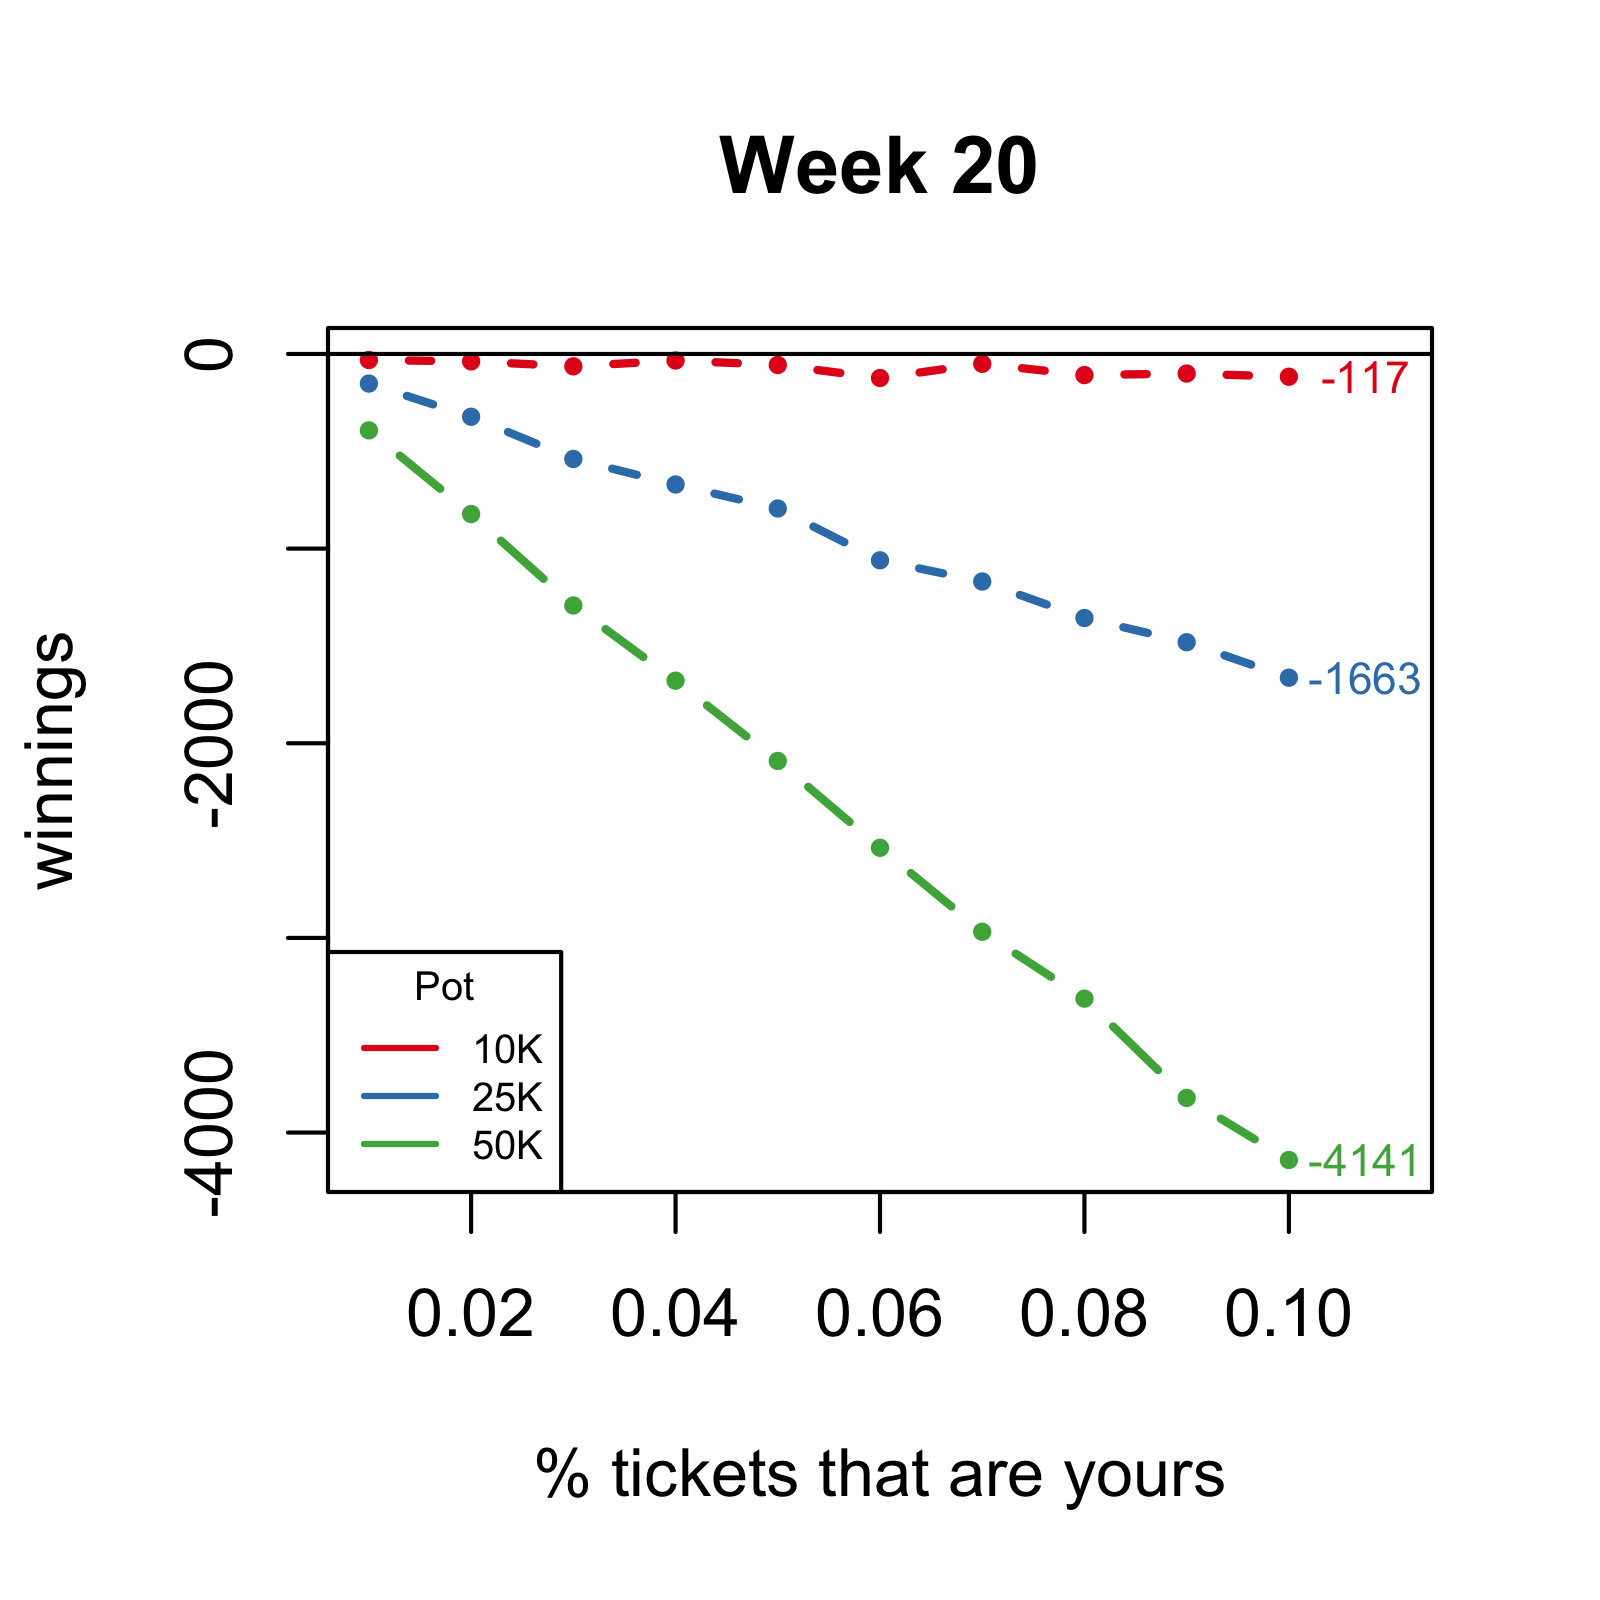 Week 20
winnings
0
-2000
-4000
-117
-1663
-4141
Pot
10K
25K
50K
0.02 0.04 0.06 0.08 0.10
% tickets that are yours